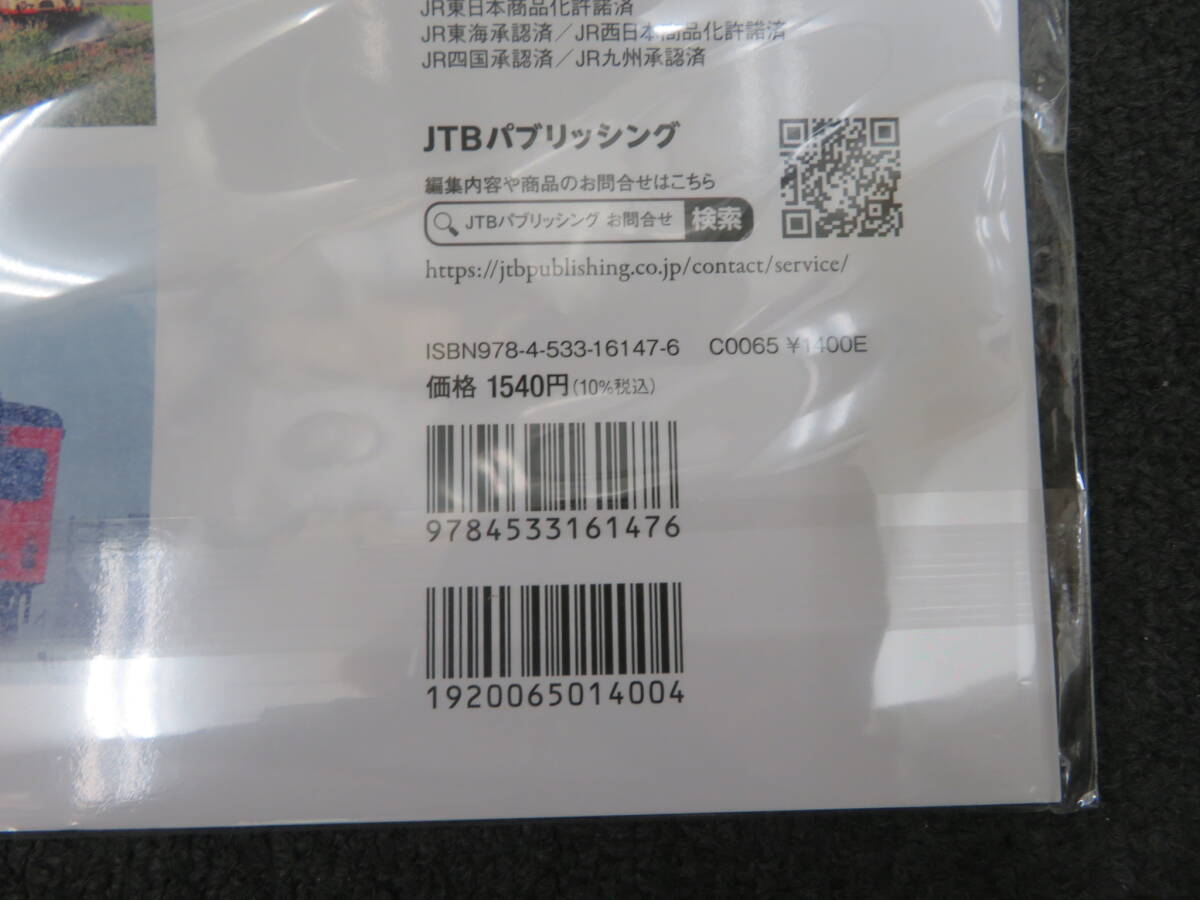 JR東日本商品化許諾済
JR東海承認済／JR西日本商品化許諾済
JR四国承認済／JR九州承認済
JTBパブリッシング
編集内容や商品のお問合せはこちら
JTBパブリッシング お問合せ 検索
https://jtbpublishing.co.jp/contact/service/
ISBN978-4-533-16147-6 C0065 ¥1400E
価格 1540円(10%税込)
9784533161476
1920065014004